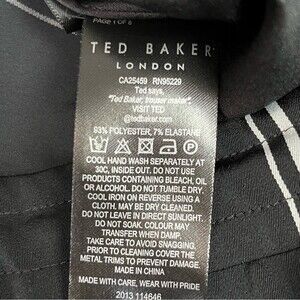 PAGE 1 OF 6
TED BAKER
LONDON
CA25459 RN95229
Ted says,
"Ted Baker, trouser maker".
VISIT TED
@tedbaker.com
93% POLYESTER, 7% ELASTANE
COOL HAND WASH SEPARATELY AT
30C, INSIDE OUT. DO NOT USE
PRODUCTS CONTAINING BLEACH, OIL
OR ALCOHOL. DO NOT TUMBLE DRY.
COOL IRON ON REVERSE USING A
CLOTH. MAY BE DRY CLEANED.
DO NOT LEAVE IN DIRECT SUNLIGHT.
DO NOT SOAK. COLOUR MAY
TRANSFER WHEN DAMP.
TAKE CARE TO AVOID SNAGGING.
PRIOR TO CLEANING COVER THE
METAL TRIMS TO PREVENT DAMAGE.
MADE IN CHINA
MADE WITH CARE, WEAR WITH PRIDE
2013 114646